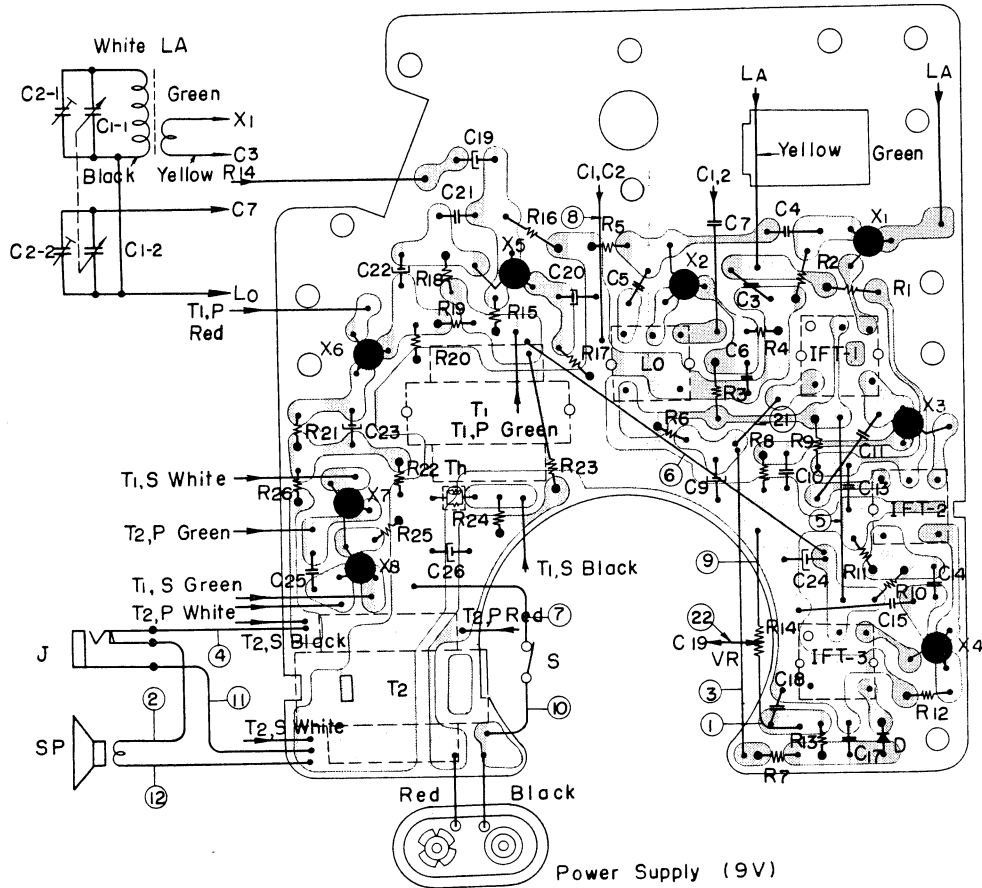 White LA
C2-1
C1-1
Green
X1
C3
Black
Yellow
R14
C7
C2-2
C1-2
LO
T1,P
Red
C19
C21
C1,C2
C1,2
LA
LA
Yellow
Green
R16
8
R5
C7
C4
X1
X5
C22
R18
C20
C5
X2
C3
R2
R1
R19
R15
X6
R20
R17
LO
C6
R4
IFT-1
R3
T1
T1,P Green
R21
C23
R6
21
R8
R9
X3
C11
T1,S White
R22
Th
R23
6
C9
C10
C13
R26
X7
R24
5
IFT-2
T2,P Green
R25
X8
C26
T1,S Black
9
C24
R11
C14
C25
R10
T1,S Green
T2,P White
T2,P Red
7
22
R14
C15
T2,S Black
J
4
S
C19
VR
IFT-3
X4
T2
3
C18
2
11
10
1
R12
T2,S White
SP
R13
C17
D
R7
12
Red
Black
Power Supply (9V)